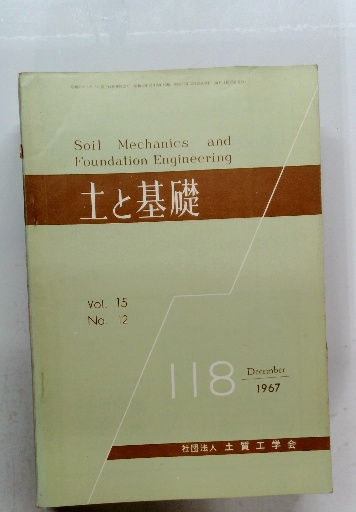 Soil Mechanics and
Foundation Engineering
土と基礎
Vol. 15
No. 12
118
December
1967
社団法人 土質工学会